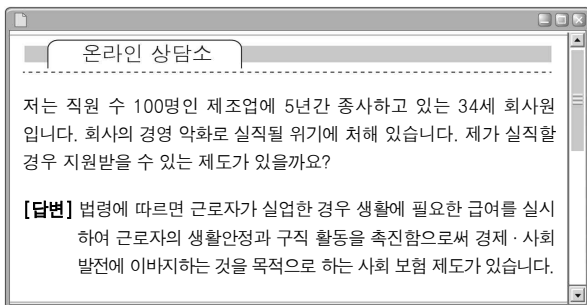 온라인 상담소
저는 직원 수 100명인 제조업에 5년간 종사하고 있는 34세 회사원
입니다. 회사의 경영 악화로 실직될 위기에 처해 있습니다. 제가 실직할
경우 지원받을 수 있는 제도가 있을까요?
[답변] 법령에 따르면 근로자가 실업한 경우 생활에 필요한 급여를 실시
하여 근로자의 생활안정과 구직 활동을 촉진함으로써 경제·사회
발전에 이바지하는 것을 목적으로 하는 사회 보험 제도가 있습니다.